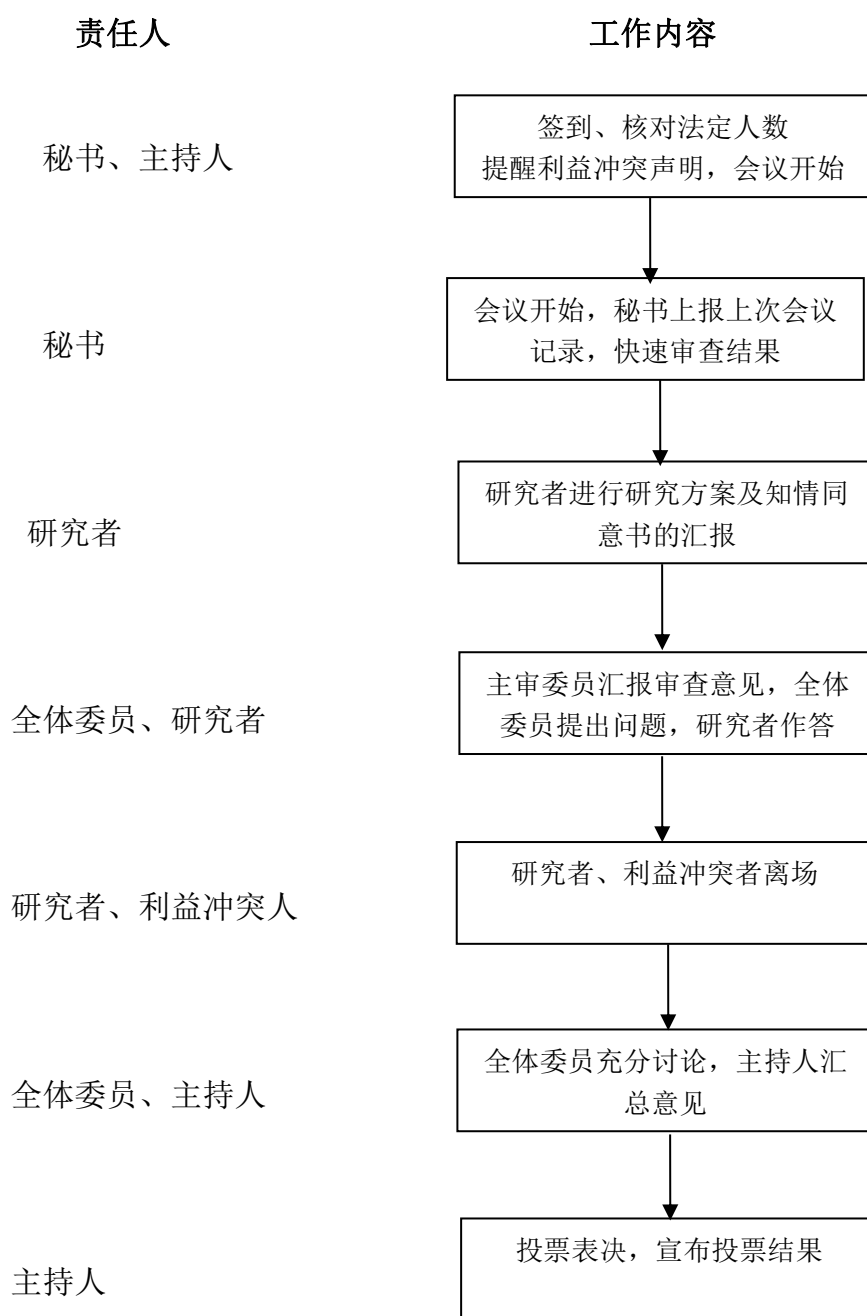 责任人 工作内容
秘书、主持人
签到、核对法定人数
提醒利益冲突声明，会议开始
秘书
会议开始，秘书上报上次会议
记录，快速审查结果
研究者
研究者进行研究方案及知情同
意书的汇报
全体委员、研究者
主审委员汇报审查意见，全体
委员提出问题，研究者作答
研究者、利益冲突人
研究者、利益冲突者离场
全体委员、主持人
全体委员充分讨论，主持人汇
总意见
主持人
投票表决，宣布投票结果